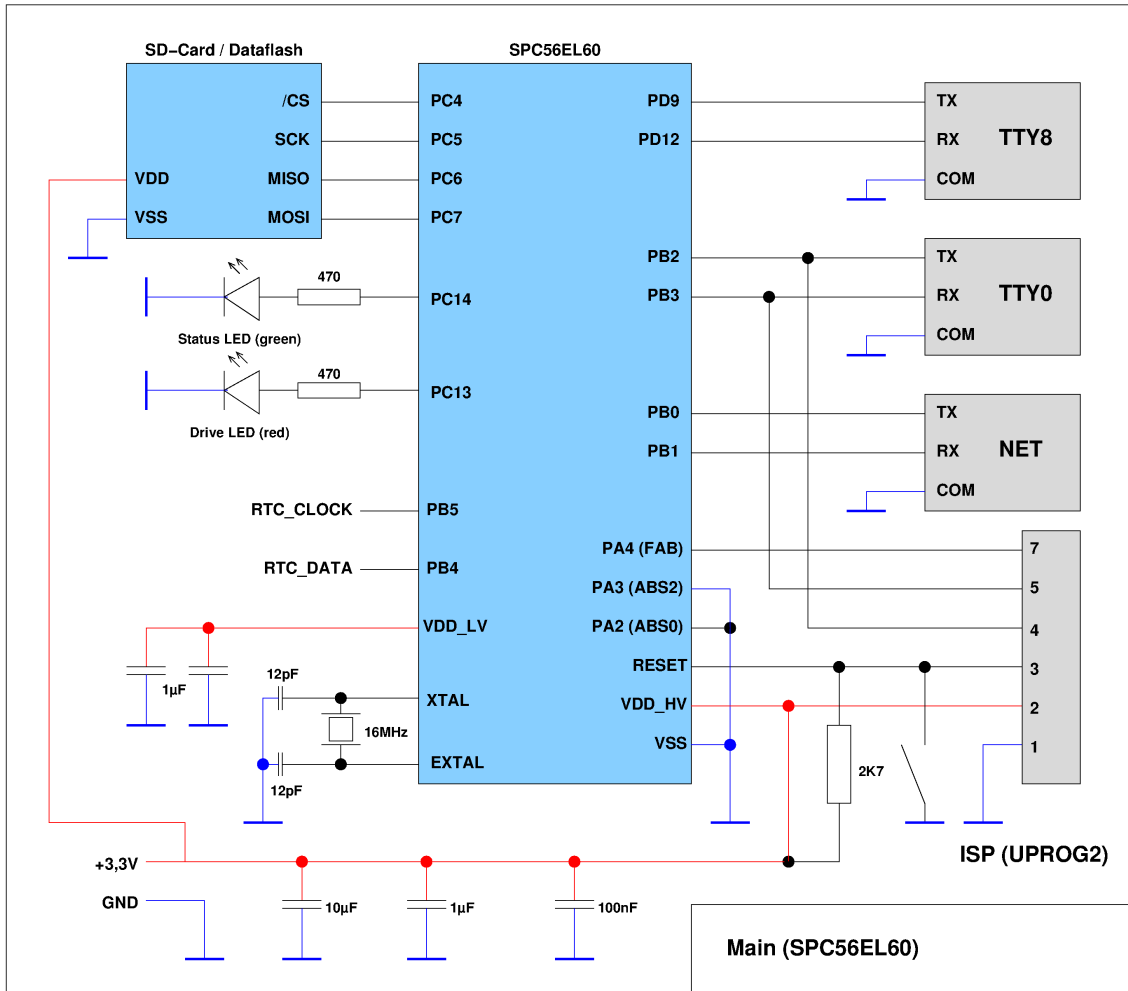 SD-Card / Dataflash
SPC56EL60
/CS
PC4
PD9
TX
SCK
PC5
PD12
RX
TTY8
VDD
MISO
PC6
COM
VSS
MOSI
PC7
PB2
TX
470
PC14
PB3
RX
TTY0
Status LED (green)
COM
470
PC13
Drive LED (red)
PB0
TX
PB1
RX
NET
COM
RTC_CLOCK
PB5
PA4 (FAB)
7
RTC_DATA
PB4
PA3 (ABS2)
5
VDD_LV
PA2 (ABS0)
4
RESET
3
1µF
12pF
XTAL
VDD_HV
2
16MHz
VSS
1
EXTAL
12pF
2K7
+3,3V
ISP (UPROG2)
GND
10µF
1µF
100nF
Main (SPC56EL60)